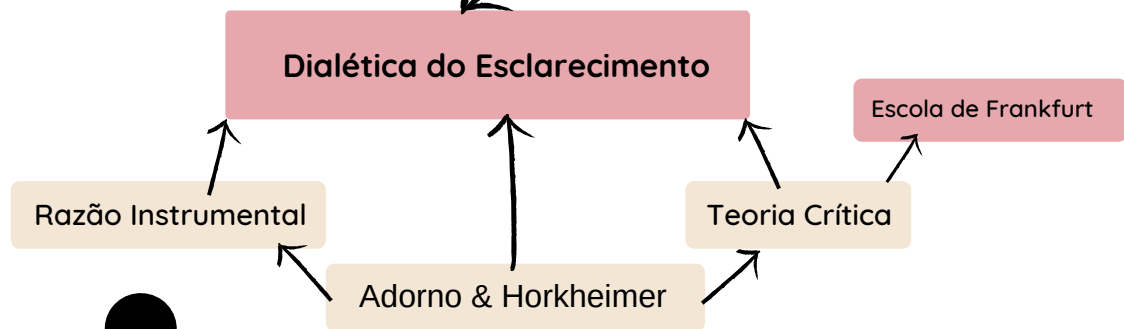 Dialética do Esclarecimento
Escola de Frankfurt
Razão Instrumental
Teoria Crítica
Adorno & Horkheimer